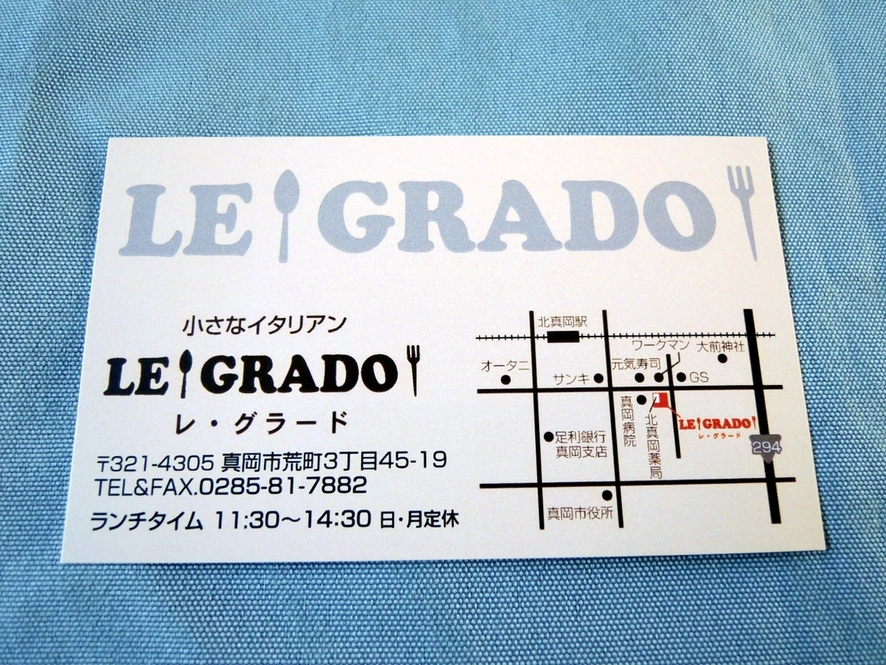 LE GRADO
小さなイタリアン
LE GRADO
レ・グラード
〒321-4305 真岡市荒町3丁目45-19
TEL&FAX.0285-81-7882
ランチタイム 11:30〜14:30 日・月定休
北真岡駅
ワークマン
大前神社
オータニ
サンキ
元気寿司
GS
真岡病院
北真岡薬局
LE GRADO
レ・グラード
足利銀行
真岡支店
294
真岡市役所